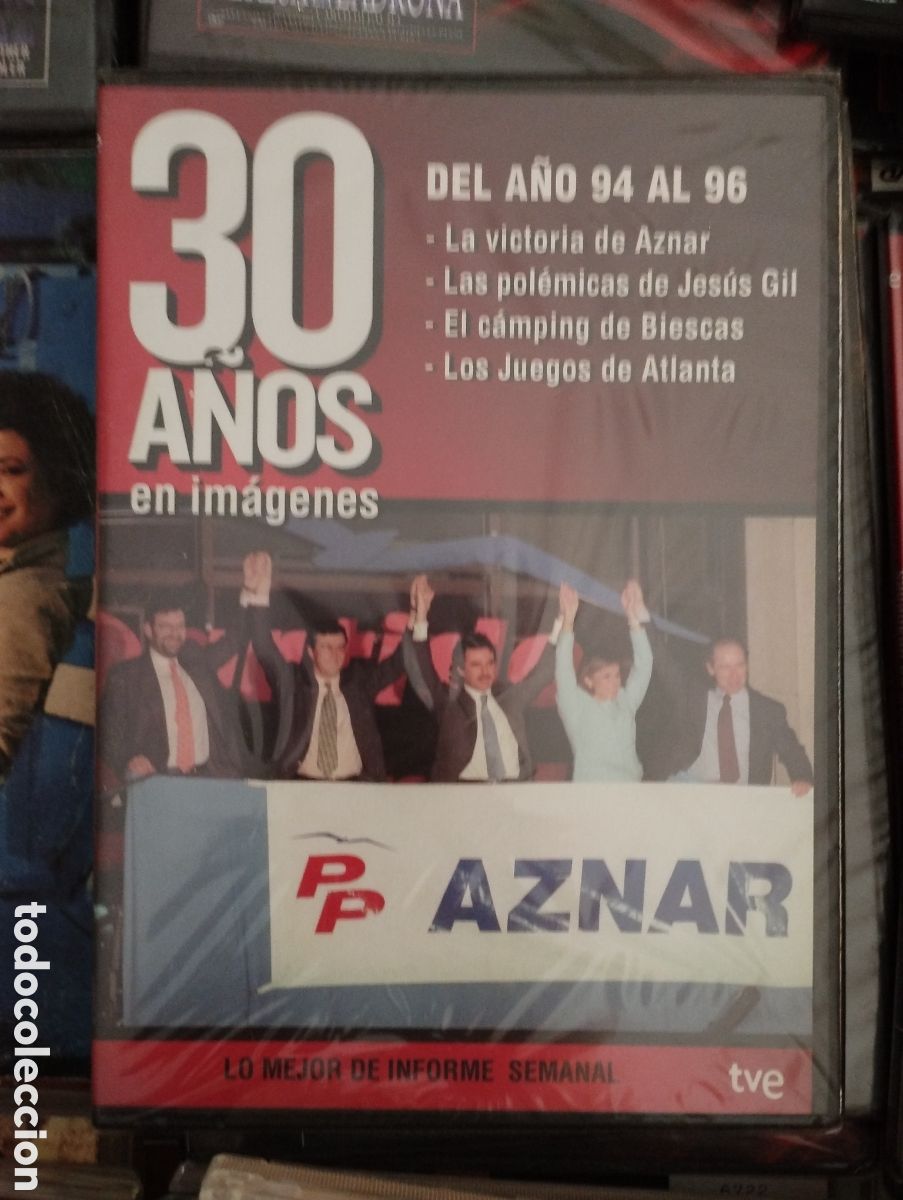 30
AÑOS
en imágenes
DEL AÑO 94 AL 96
- La victoria de Aznar
- Las polémicas de Jesús Gil
- El cámping de Biescas
- Los Juegos de Atlanta
PP AZNAR
LO MEJOR DE INFORME SEMANAL
tve
todocoleccion